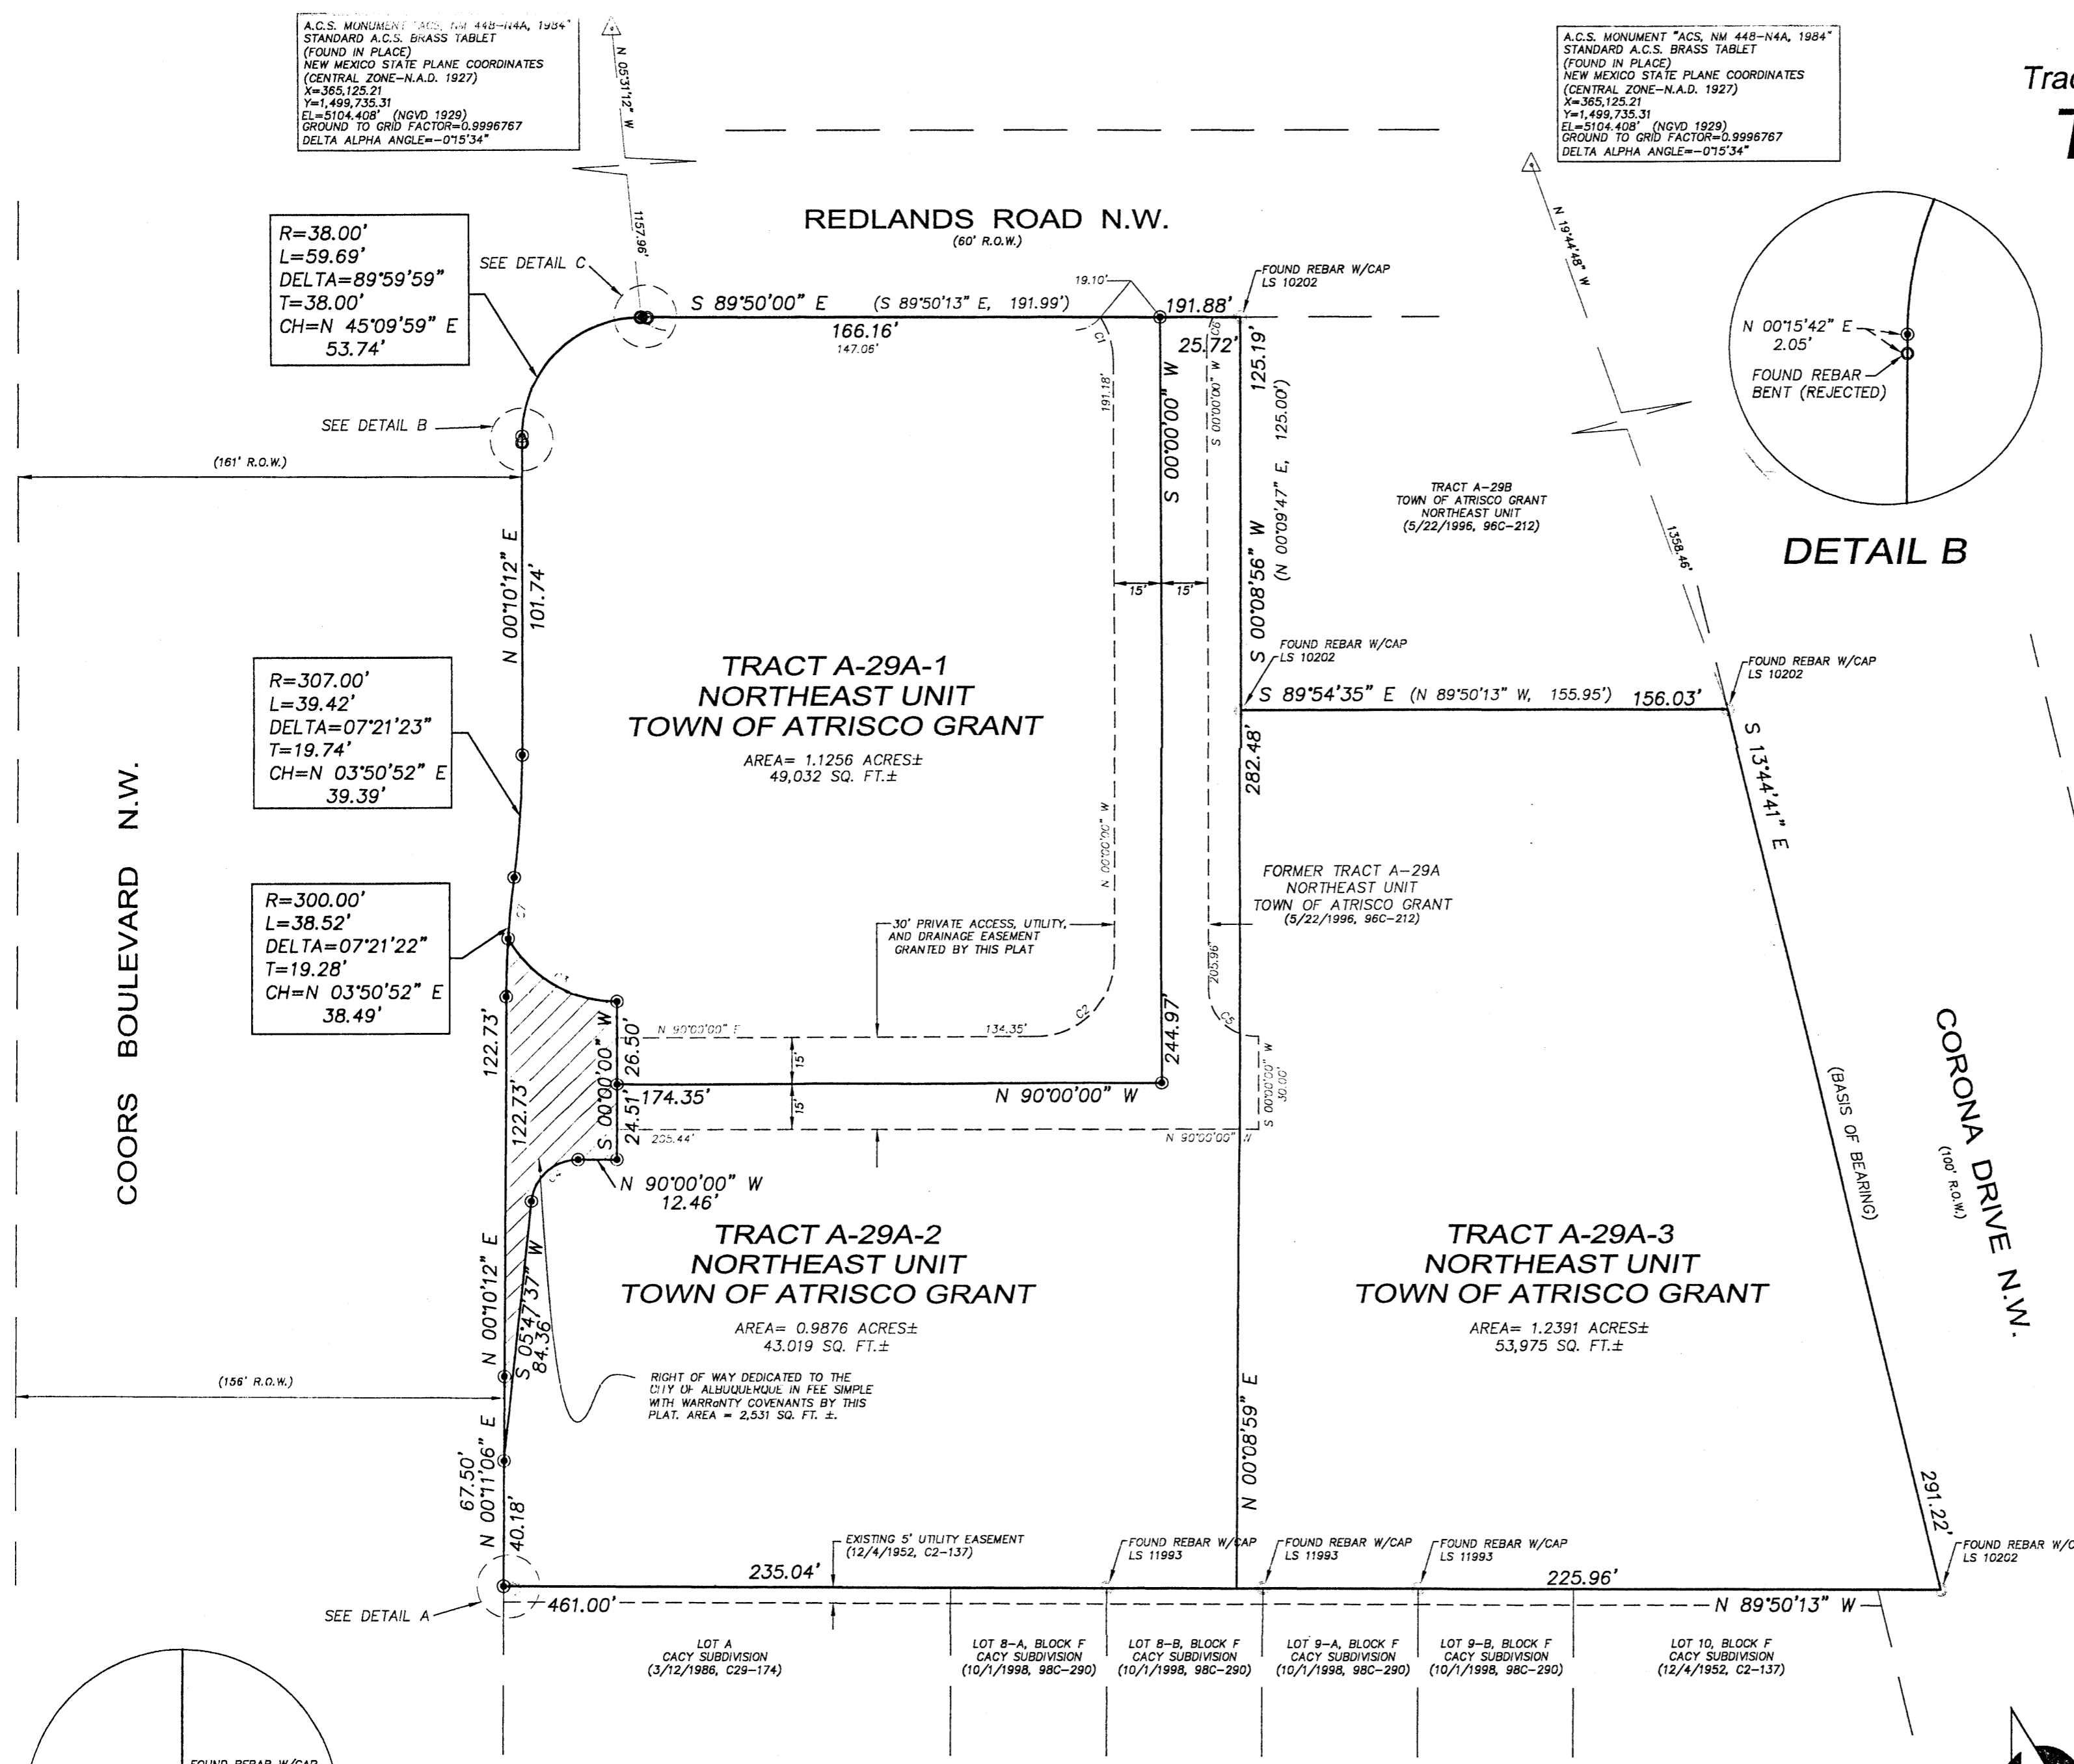 A.C.S. MONUMENT "ACS, NM 448-N4A, 1984"
STANDARD A.C.S. BRASS TABLET
(FOUND IN PLACE)
NEW MEXICO STATE PLANE COORDINATES
(CENTRAL ZONE-N.A.D. 1927)
X=365,125.21
Y=1,499,735.31
EL=5104.408' (NGVD 1929)
GROUND TO GRID FACTOR=0.9996767
DELTA ALPHA ANGLE=-0°15'34"
N 05°31'12" W
1157.96'
A.C.S. MONUMENT "ACS, NM 448-N4A, 1984"
STANDARD A.C.S. BRASS TABLET
(FOUND IN PLACE)
NEW MEXICO STATE PLANE COORDINATES
(CENTRAL ZONE-N.A.D. 1927)
X=365,125.21
Y=1,499,735.31
EL=5104.408' (NGVD 1929)
GROUND TO GRID FACTOR=0.9996767
DELTA ALPHA ANGLE=-0°15'34"
N 19°44'48" W
1358.46'
REDLANDS ROAD N.W.
(60' R.O.W.)
R=38.00'
L=59.69'
DELTA=89°59'59"
T=38.00'
CH=N 45°09'59" E
53.74'
SEE DETAIL C
SEE DETAIL B
S 89°50'00" E (S 89°50'13" E, 191.99')
166.16'
147.06'
19.10'
191.88'
25.72'
FOUND REBAR W/CAP
LS 10202
C1
C6
191.18'
S 00°00'00" W
S 00°00'00" W
125.19'
(N 00°09'47" E, 125.00')
S 00°08'56" W
N 00°15'42" E
2.05'
FOUND REBAR
BENT (REJECTED)
DETAIL B
TRACT A-29B
TOWN OF ATRISCO GRANT
NORTHEAST UNIT
(5/22/1996, 96C-212)
(161' R.O.W.)
N 00°10'12" E
101.74'
15'
15'
FOUND REBAR W/CAP
LS 10202
S 89°54'35" E (N 89°50'13" W, 155.95') 156.03'
FOUND REBAR W/CAP
LS 10202
R=307.00'
L=39.42'
DELTA=07°21'23"
T=19.74'
CH=N 03°50'52" E
39.39'
TRACT A-29A-1
NORTHEAST UNIT
TOWN OF ATRISCO GRANT
AREA= 1.1256 ACRES±
49,032 SQ. FT.±
282.48'
S 13°44'41" E
N 00°00'00" W
COORS BOULEVARD N.W.
R=300.00'
L=38.52'
DELTA=07°21'22"
T=19.28'
CH=N 03°50'52" E
38.49'
FORMER TRACT A-29A
NORTHEAST UNIT
TOWN OF ATRISCO GRANT
(5/22/1996, 96C-212)
30' PRIVATE ACCESS, UTILITY,
AND DRAINAGE EASEMENT
GRANTED BY THIS PLAT
205.96'
C7
C3
C2
C5
122.73'
122.73'
S 00°00'00" W
26.50'
24.51'
N 90°00'00" E
134.35'
244.97'
15'
15'
174.35'
N 90°00'00" W
205.44'
N 90°00'00" W
S 00°00'00" W
30.00'
N 90°00'00" W
12.46'
(BASIS OF BEARING)
CORONA DRIVE N.W.
(100' R.O.W.)
TRACT A-29A-2
NORTHEAST UNIT
TOWN OF ATRISCO GRANT
AREA= 0.9876 ACRES±
43.019 SQ. FT.±
TRACT A-29A-3
NORTHEAST UNIT
TOWN OF ATRISCO GRANT
AREA= 1.2391 ACRES±
53,975 SQ. FT.±
N 00°10'12" E
S 05°47'37" W
84.36'
(156' R.O.W.)
RIGHT OF WAY DEDICATED TO THE
CITY OF ALBUQUERQUE IN FEE SIMPLE
WITH WARRANTY COVENANTS BY THIS
PLAT. AREA = 2,531 SQ. FT. ±.
N 00°08'59" E
67.50'
N 00°11'06" E
40.18'
291.22'
EXISTING 5' UTILITY EASEMENT
(12/4/1952, C2-137)
FOUND REBAR W/CAP
LS 11993
FOUND REBAR W/CAP
LS 11993
FOUND REBAR W/CAP
LS 11993
FOUND REBAR W/C
LS 10202
235.04'
225.96'
SEE DETAIL A
461.00'
N 89°50'13" W
LOT A
CACY SUBDIVISION
(3/12/1986, C29-174)
LOT 8-A, BLOCK F
CACY SUBDIVISION
(10/1/1998, 98C-290)
LOT 8-B, BLOCK F
CACY SUBDIVISION
(10/1/1998, 98C-290)
LOT 9-A, BLOCK F
CACY SUBDIVISION
(10/1/1998, 98C-290)
LOT 9-B, BLOCK F
CACY SUBDIVISION
(10/1/1998, 98C-290)
LOT 10, BLOCK F
CACY SUBDIVISION
(12/4/1952, C2-137)
FOUND REBAR W/CAP